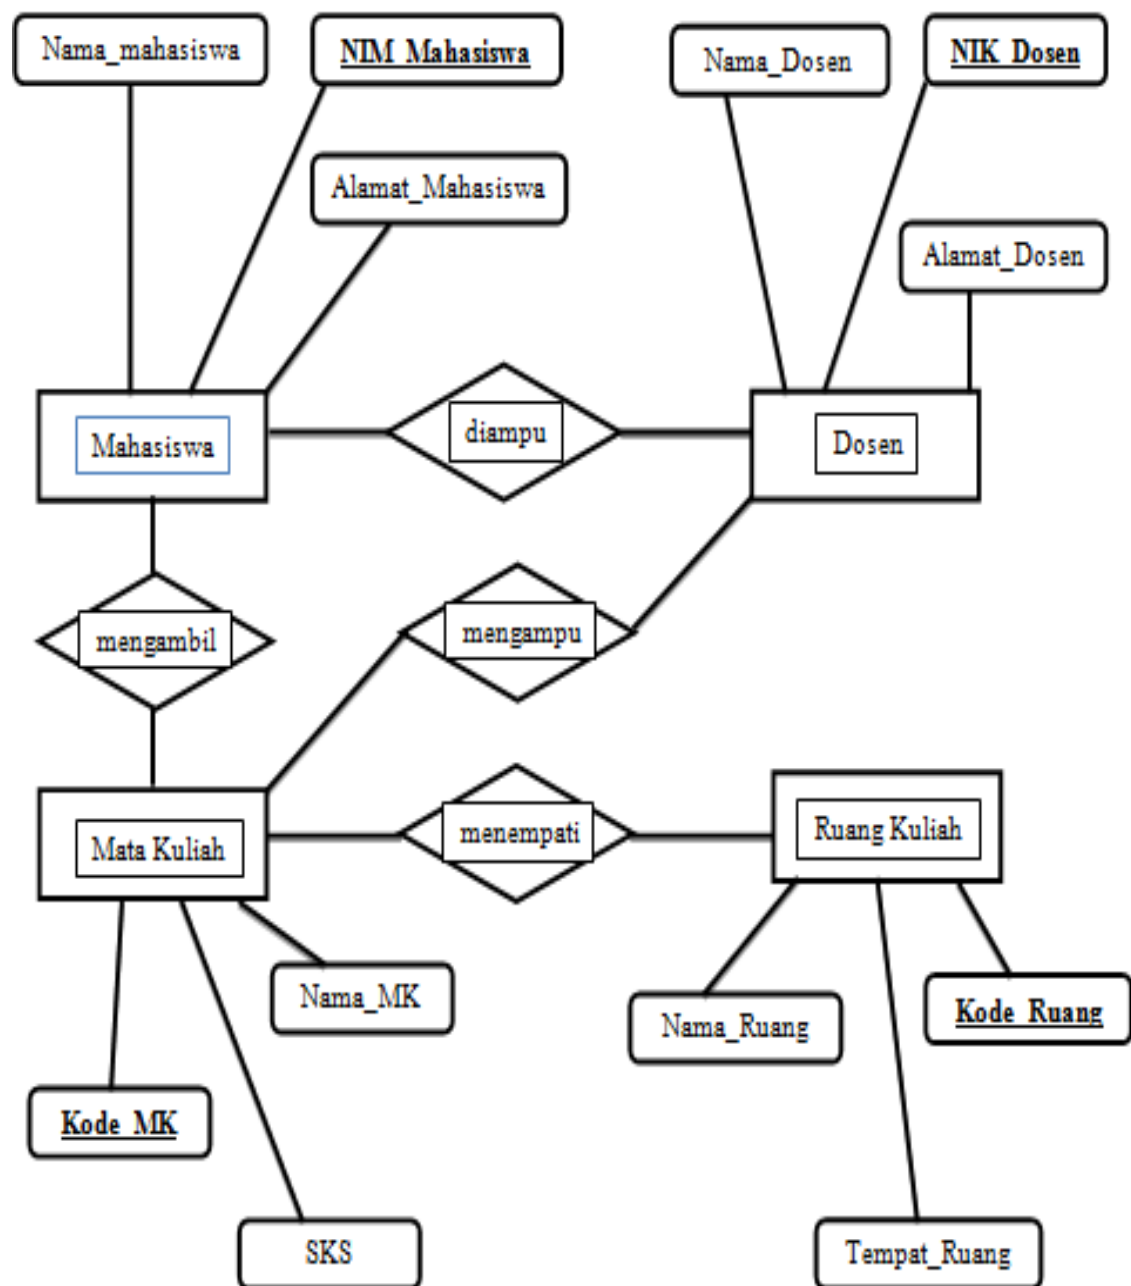 Nama_mahasiswa
NIM_Mahasiswa
Nama_Dosen
NIK_Dosen
Alamat_Mahasiswa
Alamat_Dosen
Mahasiswa
diampu
Dosen
mengambil
mengampu
Mata Kuliah
menempati
Ruang Kuliah
Nama_MK
Nama_Ruang
Kode_Ruang
Kode_MK
SKS
Tempat_Ruang